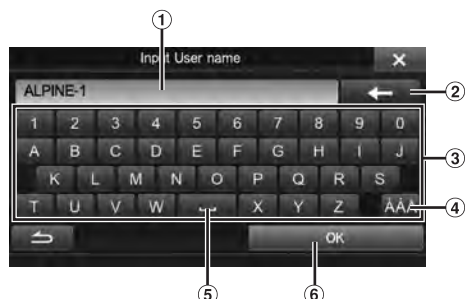 ①
Input User name ×
ALPINE-1 ← ②
1 2 3 4 5 6 7 8 9 0
A B C D E F G H I J ③
K L M N O P Q R S
T U V W ␣ X Y Z ÀÁÂ ④
OK
⑤ ⑥